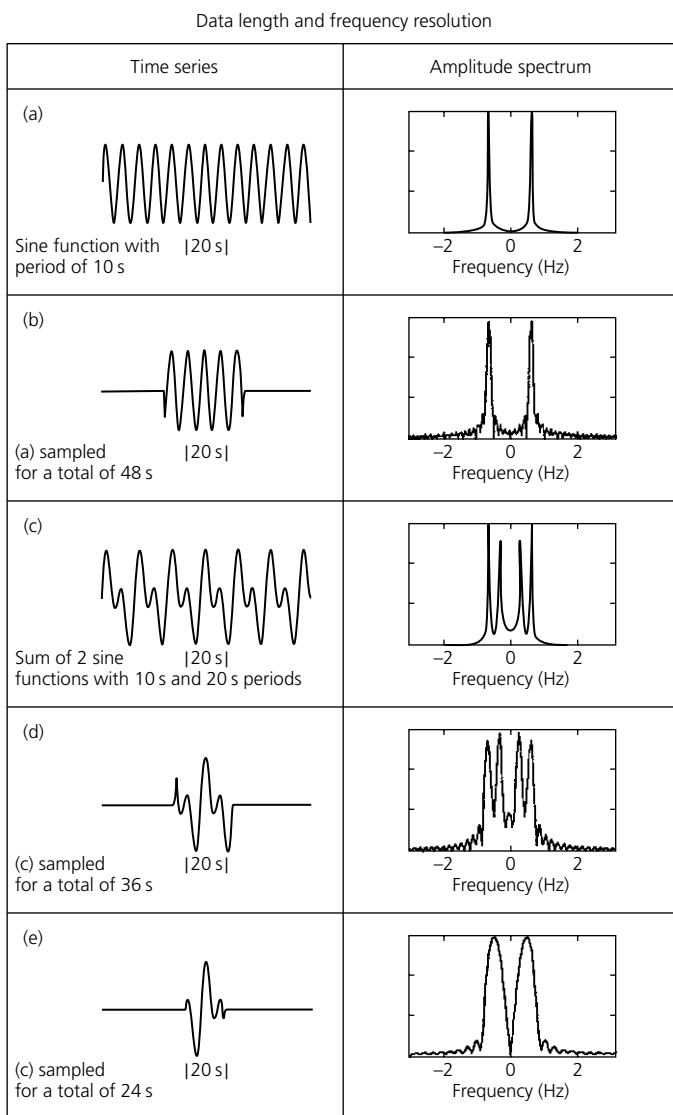 Data length and frequency resolution
Time series
Amplitude spectrum
(a)
Sine function with
period of 10 s
|20 s|
−2 0 2
Frequency (Hz)
(b)
(a) sampled
for a total of 48 s
|20 s|
−2 0 2
Frequency (Hz)
(c)
Sum of 2 sine
functions with 10 s and 20 s periods
|20 s|
−2 0 2
Frequency (Hz)
(d)
(c) sampled
for a total of 36 s
|20 s|
−2 0 2
Frequency (Hz)
(e)
(c) sampled
for a total of 24 s
|20 s|
−2 0 2
Frequency (Hz)